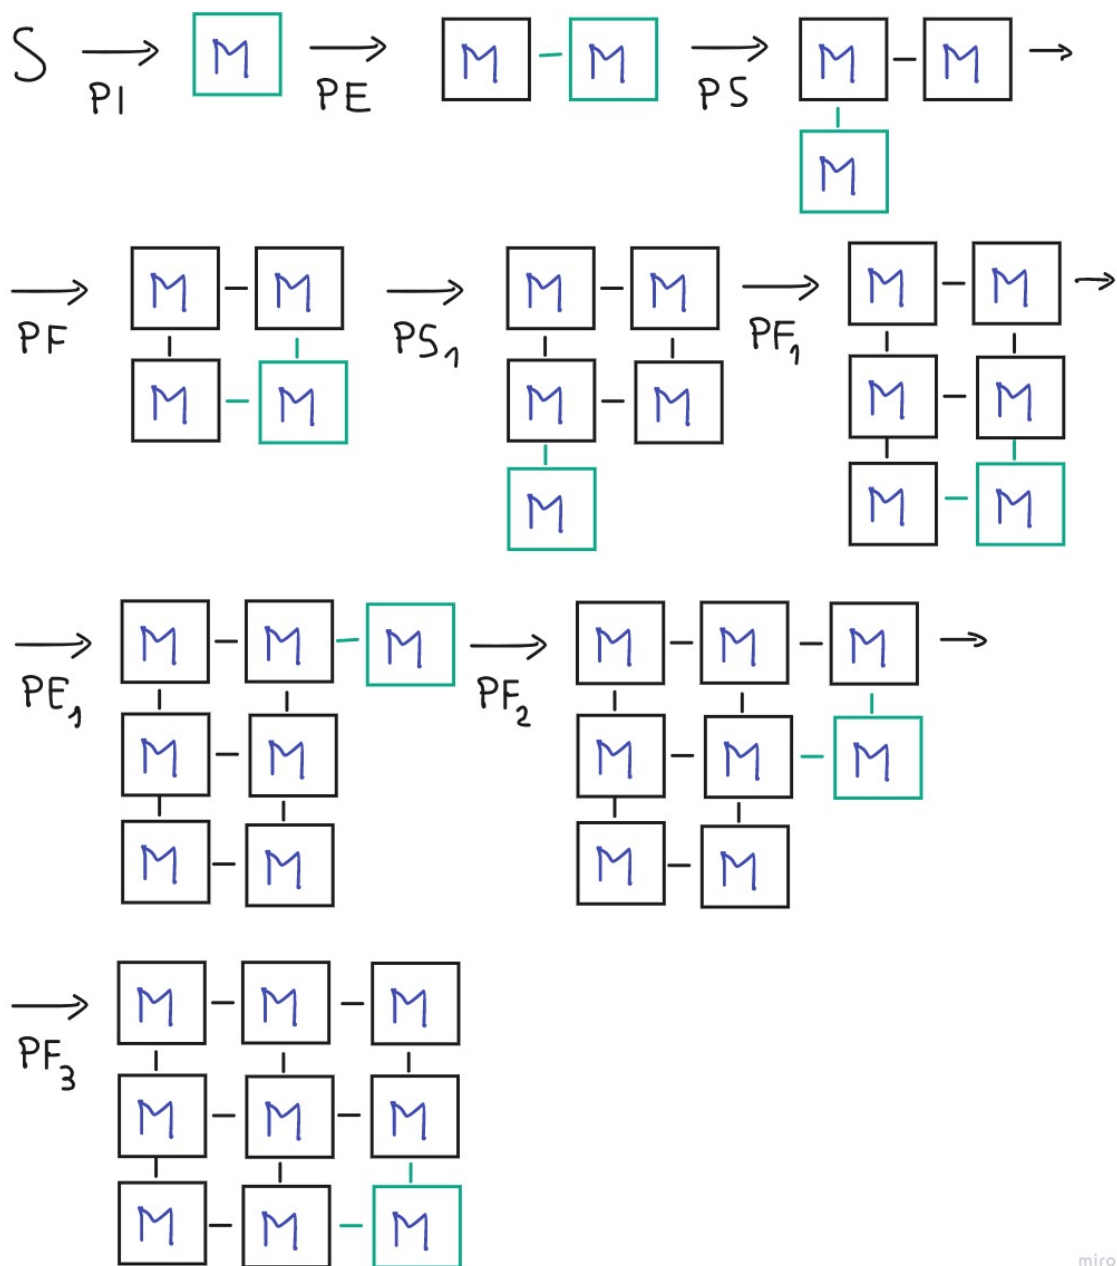 S → PI M → PE M - M → PS M - M →
M
→ PF M - M → PS₁ M - M → PF₁ M - M →
M - M M - M M - M
M M - M
→ PE₁ M - M - M → PF₂ M - M - M →
M - M M - M - M
M - M M - M
→ PF₃ M - M - M
M - M - M
M - M - M
miro